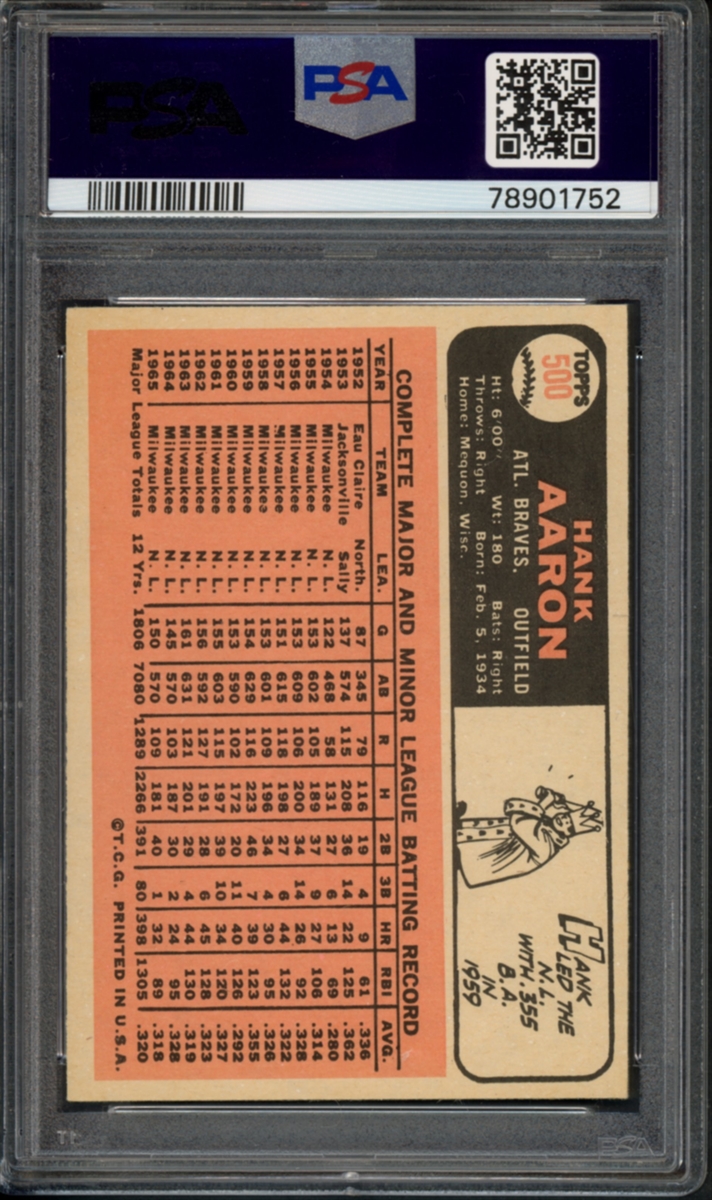 PSA
PSA
78901752
TOPPS
500
HANK
AARON
ATL. BRAVES. OUTFIELD
Ht: 6'00" Wt: 180 Bats: Right
Throws: Right Born: Feb. 5, 1934
Home: Mequon, Wisc.
HANK
LED THE
N.L.
WITH .355
B.A.
IN
1959
COMPLETE MAJOR AND MINOR LEAGUE BATTING RECORD
YEAR TEAM LEA. G AB R H 2B 3B HR RBI AVG.
1952 Eau Claire North. 87 345 79 116 19 4 9 61 .336
1953 Jacksonville Sally 137 574 115 208 36 14 22 125 .362
1954 Milwaukee N. L. 122 468 58 131 27 6 13 69 .280
1955 Milwaukee N. L. 153 602 105 189 37 9 27 106 .314
1956 Milwaukee N. L. 153 609 106 200 34 14 26 92 .328
1957 Milwaukee N. L. 151 615 118 198 27 6 44 132 .322
1958 Milwaukee N. L. 153 601 109 196 34 4 30 95 .326
1959 Milwaukee N. L. 154 629 116 223 46 7 39 123 .355
1960 Milwaukee N. L. 153 590 102 172 20 11 40 126 .292
1961 Milwaukee N. L. 155 603 115 197 39 10 34 120 .327
1962 Milwaukee N. L. 156 592 127 191 28 6 45 128 .323
1963 Milwaukee N. L. 161 631 121 201 29 4 44 130 .319
1964 Milwaukee N. L. 145 570 103 187 30 2 24 95 .328
1965 Milwaukee N. L. 150 570 109 181 40 1 32 89 .318
Major League Totals 12 Yrs. 1806 7080 1289 2266 391 80 398 1305 .320
©T.C.G. PRINTED IN U.S.A.
PSA